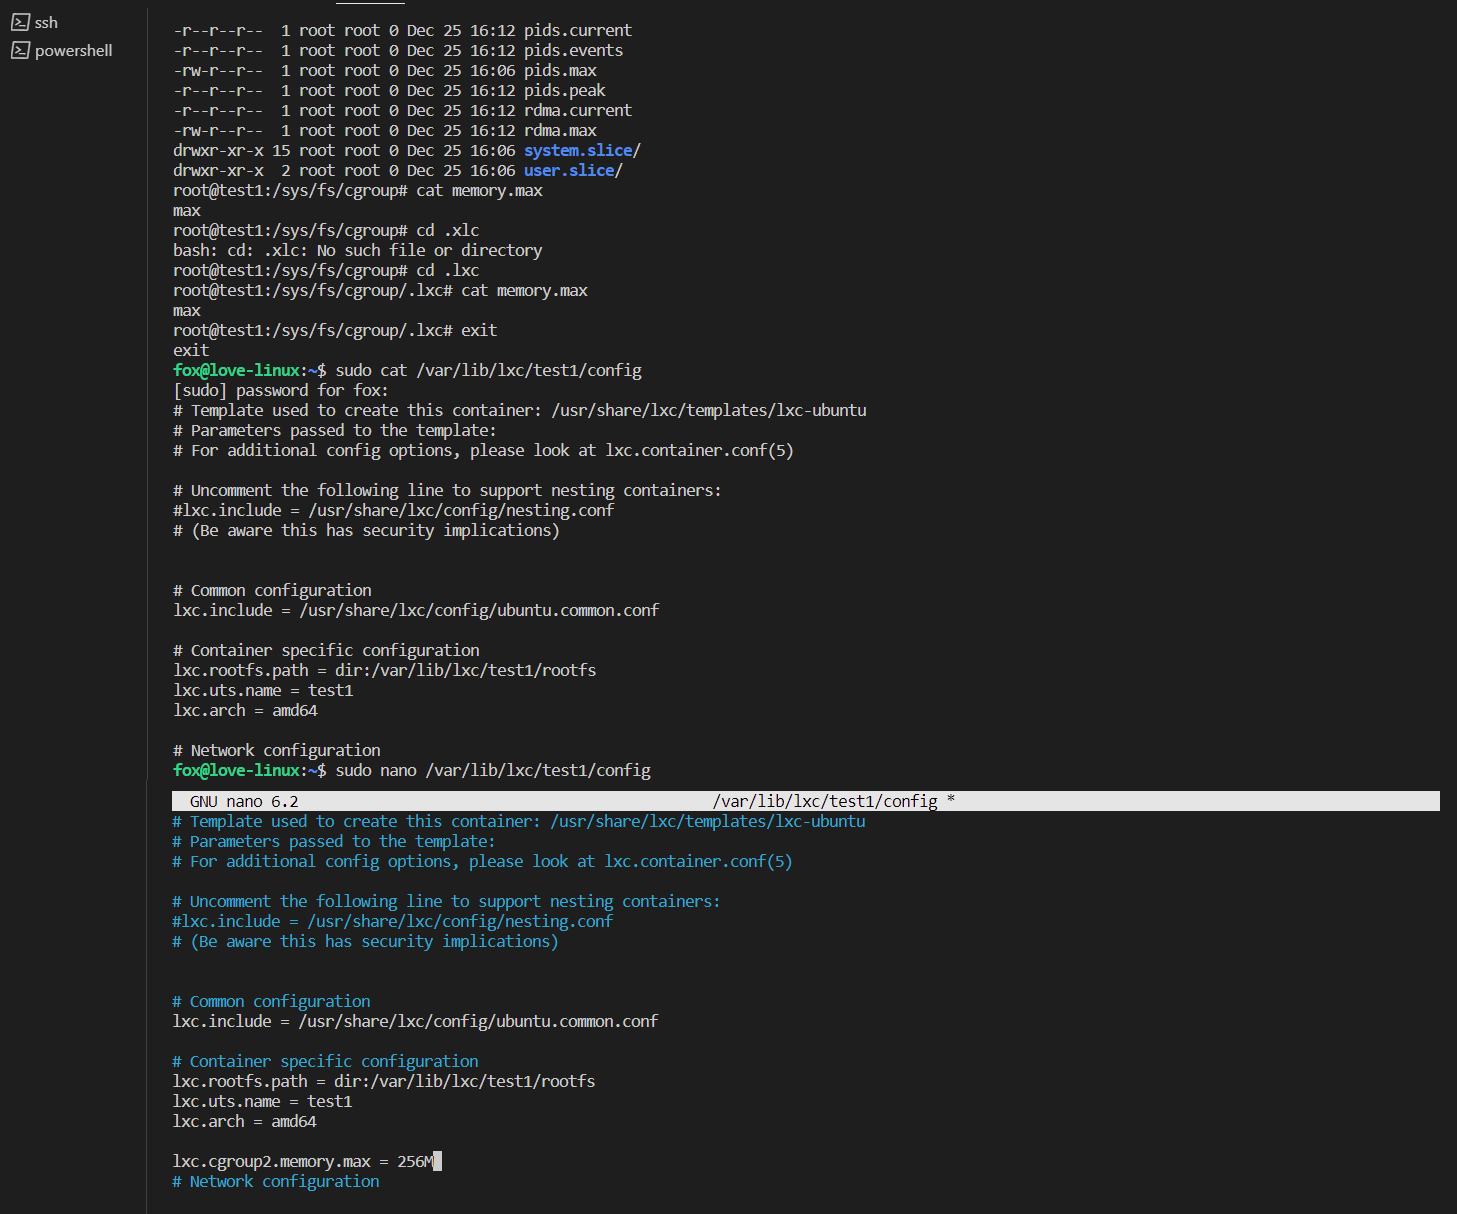 ssh
powershell
-r--r--r--  1 root root 0 Dec 25 16:12 pids.current
-r--r--r--  1 root root 0 Dec 25 16:12 pids.events
-rw-r--r--  1 root root 0 Dec 25 16:06 pids.max
-r--r--r--  1 root root 0 Dec 25 16:12 pids.peak
-r--r--r--  1 root root 0 Dec 25 16:12 rdma.current
-rw-r--r--  1 root root 0 Dec 25 16:12 rdma.max
drwxr-xr-x 15 root root 0 Dec 25 16:06 system.slice/
drwxr-xr-x  2 root root 0 Dec 25 16:06 user.slice/
root@test1:/sys/fs/cgroup# cat memory.max
max
root@test1:/sys/fs/cgroup# cd .xlc
bash: cd: .xlc: No such file or directory
root@test1:/sys/fs/cgroup# cd .lxc
root@test1:/sys/fs/cgroup/.lxc# cat memory.max
max
root@test1:/sys/fs/cgroup/.lxc# exit
exit
fox@love-linux:~$ sudo cat /var/lib/lxc/test1/config
[sudo] password for fox:
# Template used to create this container: /usr/share/lxc/templates/lxc-ubuntu
# Parameters passed to the template:
# For additional config options, please look at lxc.container.conf(5)
# Uncomment the following line to support nesting containers:
#lxc.include = /usr/share/lxc/config/nesting.conf
# (Be aware this has security implications)
# Common configuration
lxc.include = /usr/share/lxc/config/ubuntu.common.conf
# Container specific configuration
lxc.rootfs.path = dir:/var/lib/lxc/test1/rootfs
lxc.uts.name = test1
lxc.arch = amd64
# Network configuration
fox@love-linux:~$ sudo nano /var/lib/lxc/test1/config
GNU nano 6.2 /var/lib/lxc/test1/config *
# Template used to create this container: /usr/share/lxc/templates/lxc-ubuntu
# Parameters passed to the template:
# For additional config options, please look at lxc.container.conf(5)
# Uncomment the following line to support nesting containers:
#lxc.include = /usr/share/lxc/config/nesting.conf
# (Be aware this has security implications)
# Common configuration
lxc.include = /usr/share/lxc/config/ubuntu.common.conf
# Container specific configuration
lxc.rootfs.path = dir:/var/lib/lxc/test1/rootfs
lxc.uts.name = test1
lxc.arch = amd64
lxc.cgroup2.memory.max = 256M
# Network configuration